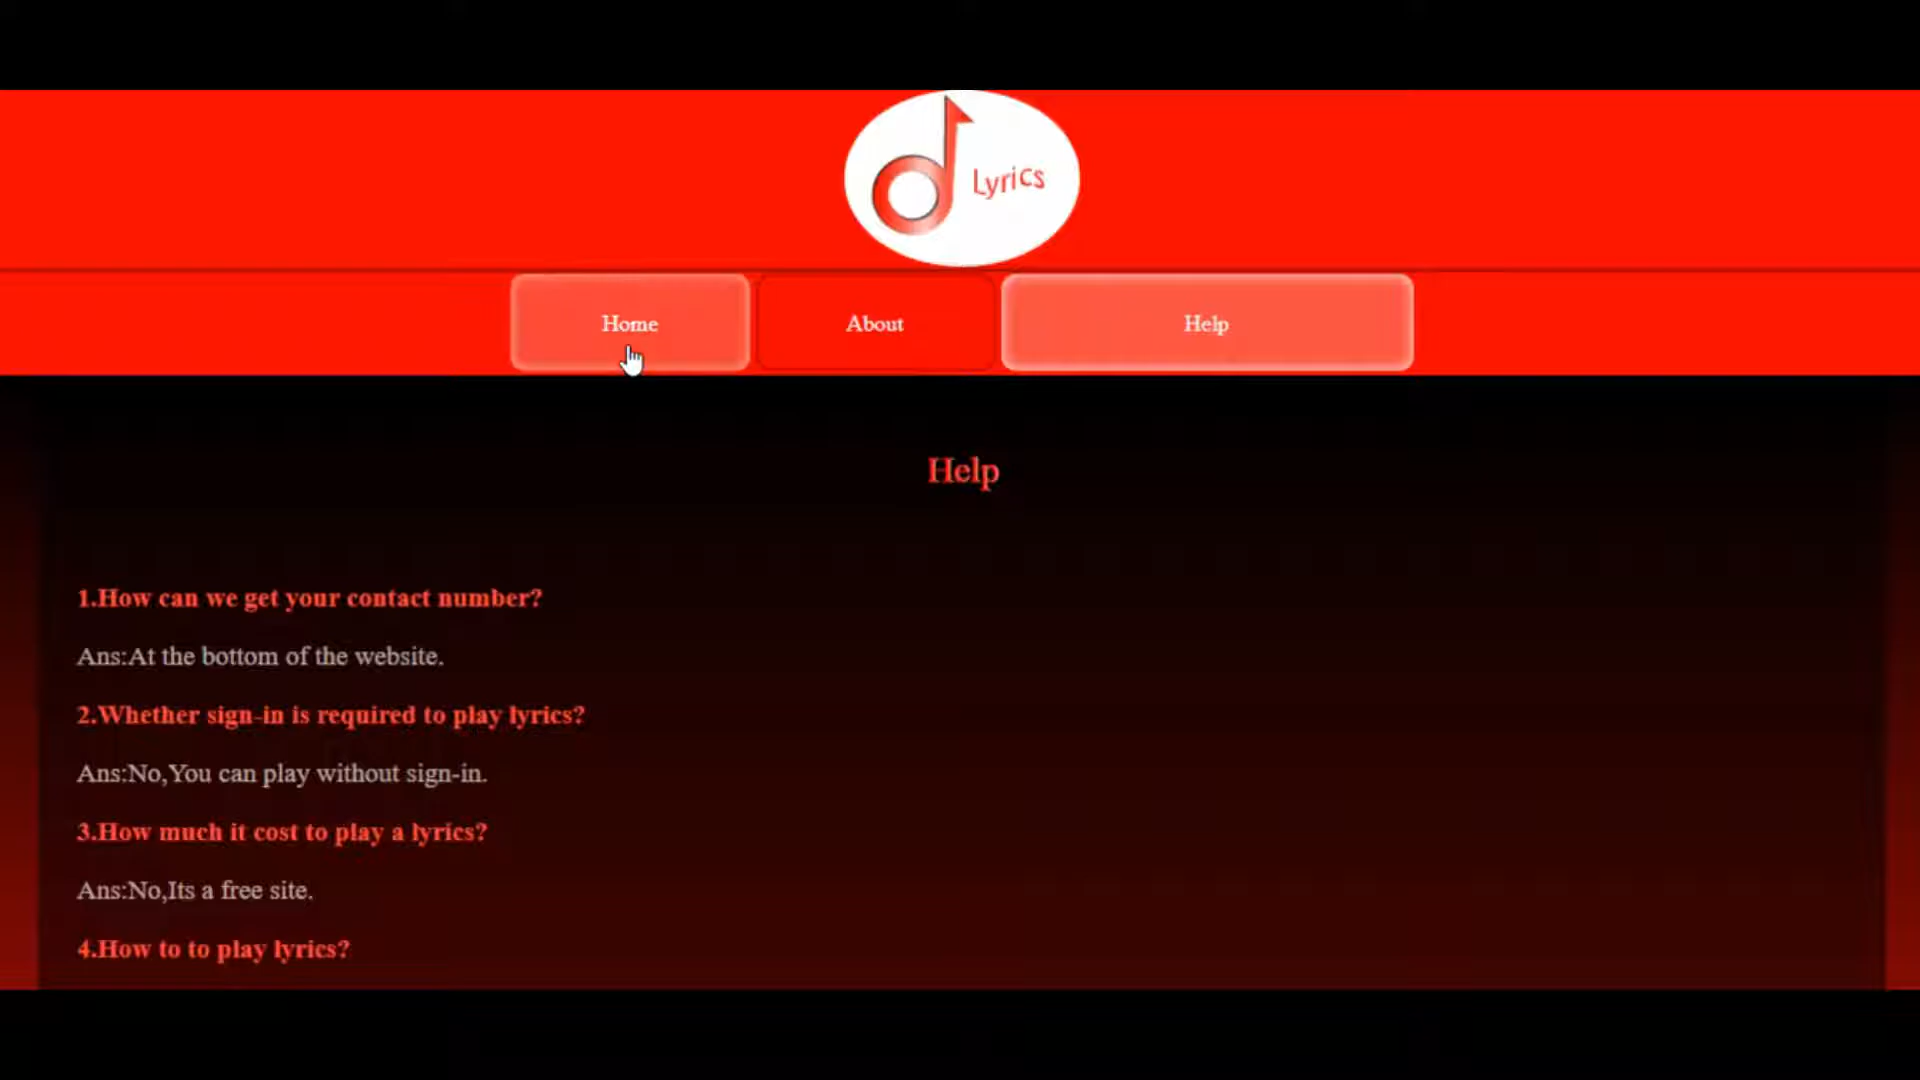 Lyrics
Home About Help
Help
1.How can we get your contact number?
Ans:At the bottom of the website.
2.Whether sign-in is required to play lyrics?
Ans:No,You can play without sign-in.
3.How much it cost to play a lyrics?
Ans:No,Its a free site.
4.How to to play lyrics?